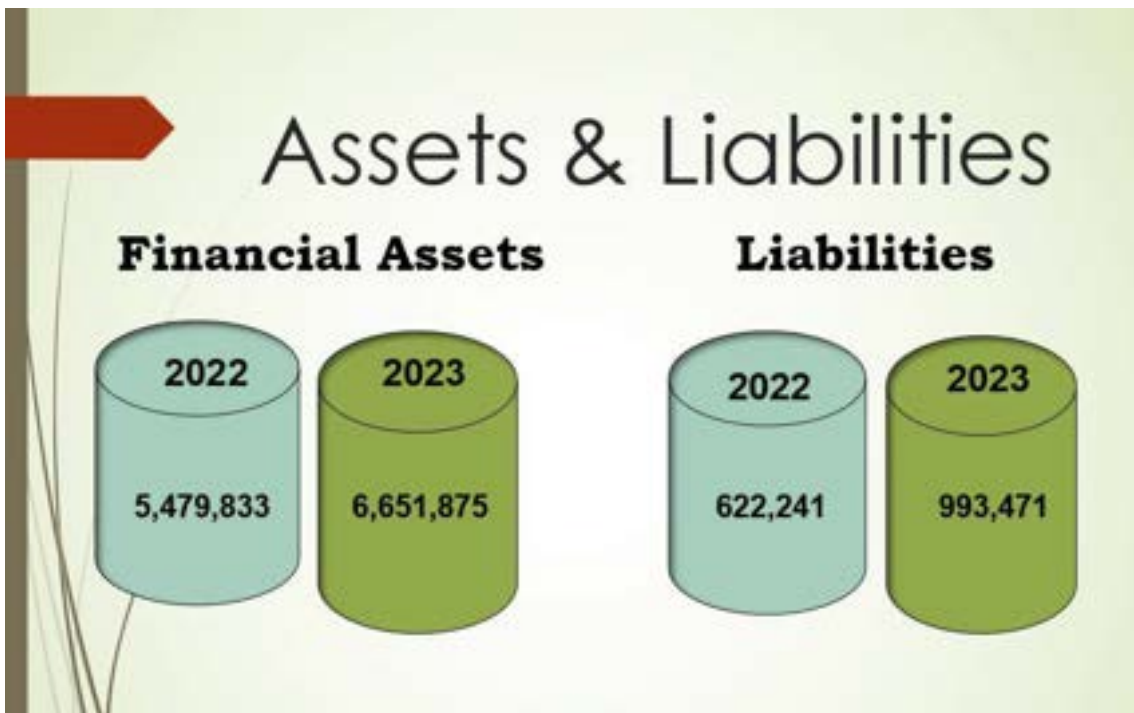 Assets & Liabilities
Financial Assets
Liabilities
2022
2023
2022
2023
5,479,833
6,651,875
622,241
993,471